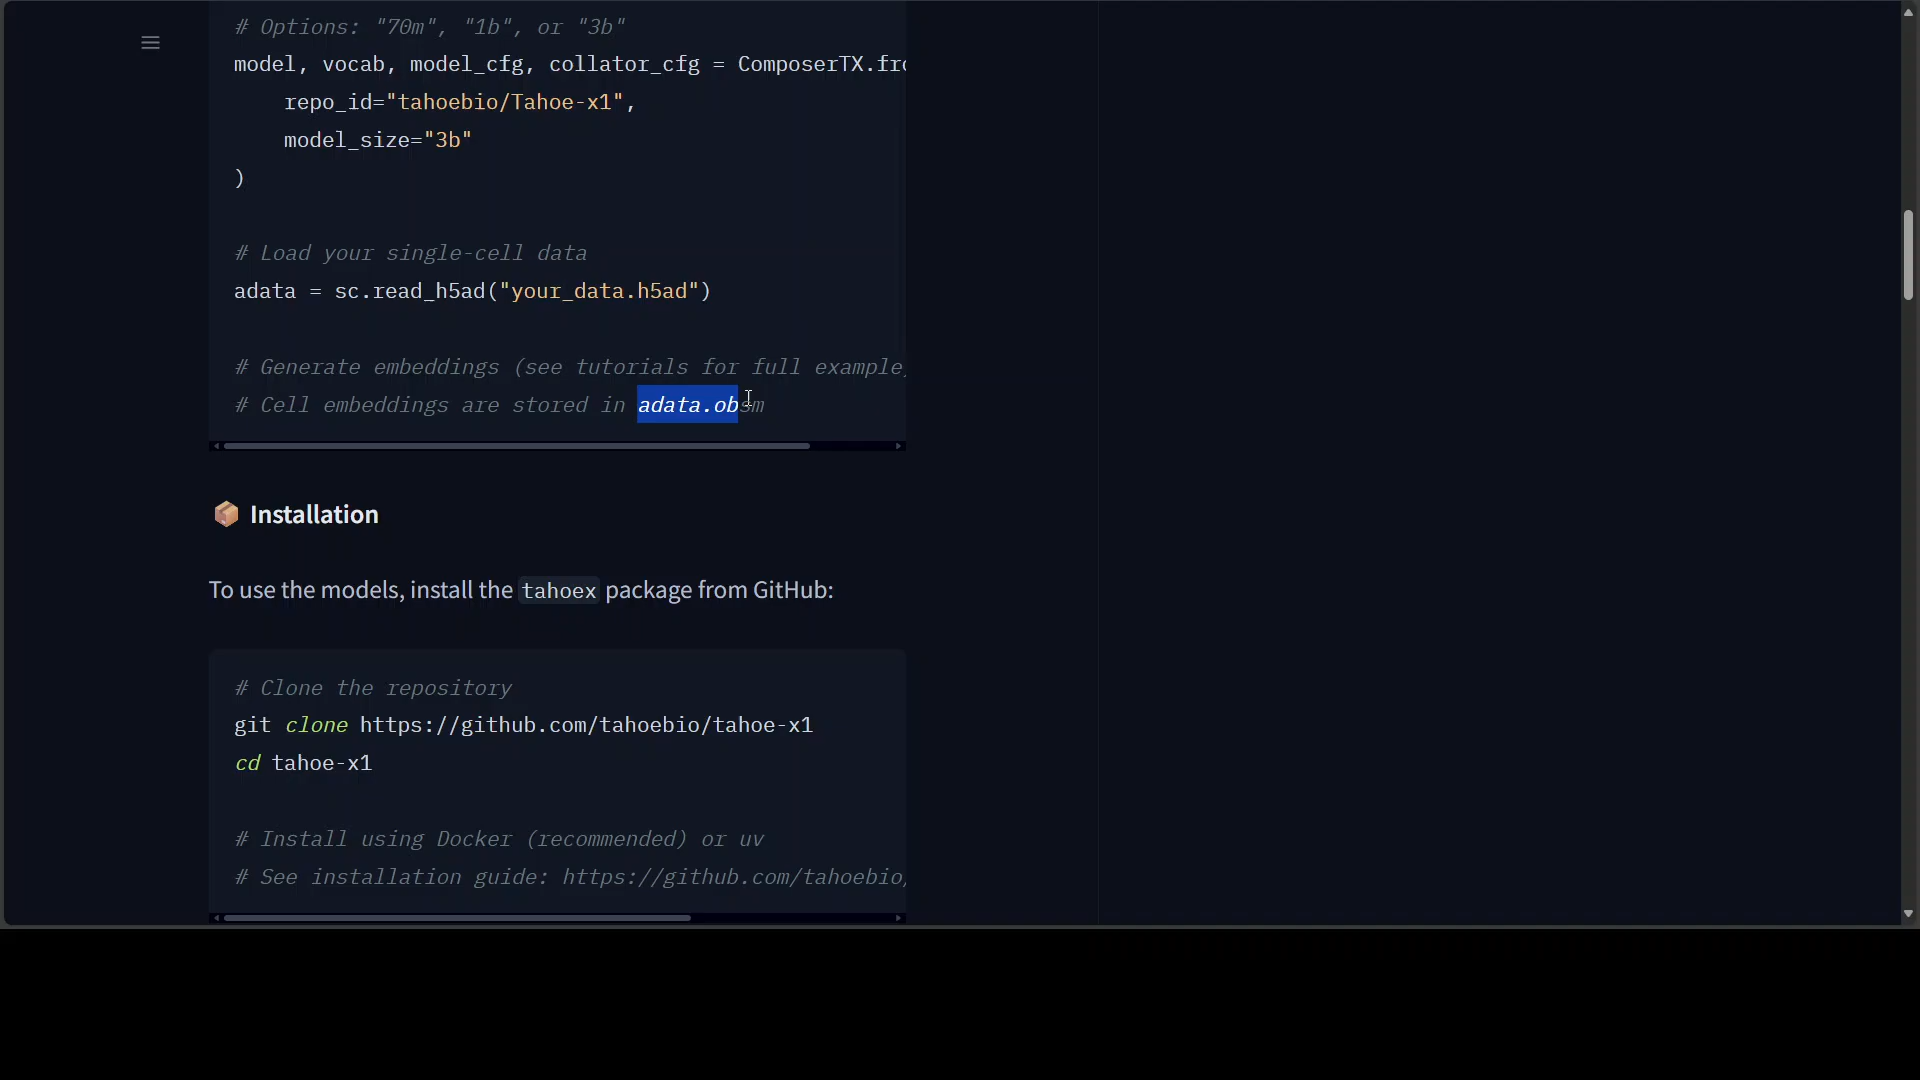 # Options: "70m", "1b", or "3b"
model, vocab, model_cfg, collator_cfg = ComposerTX.fro
repo_id="tahoebio/Tahoe-x1",
model_size="3b"
)
# Load your single-cell data
adata = sc.read_h5ad("your_data.h5ad")
# Generate embeddings (see tutorials for full example)
# Cell embeddings are stored in adata.obsm
📦 Installation
To use the models, install the tahoex package from GitHub:
# Clone the repository
git clone https://github.com/tahoebio/tahoe-x1
cd tahoe-x1
# Install using Docker (recommended) or uv
# See installation guide: https://github.com/tahoebio/